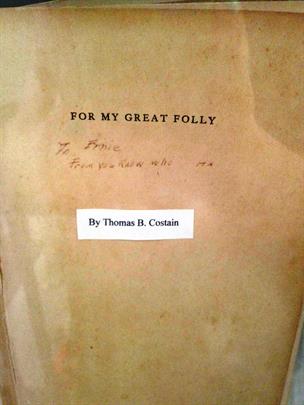 FOR MY GREAT FOLLY
To Ernie
From you know who
By Thomas B. Costain